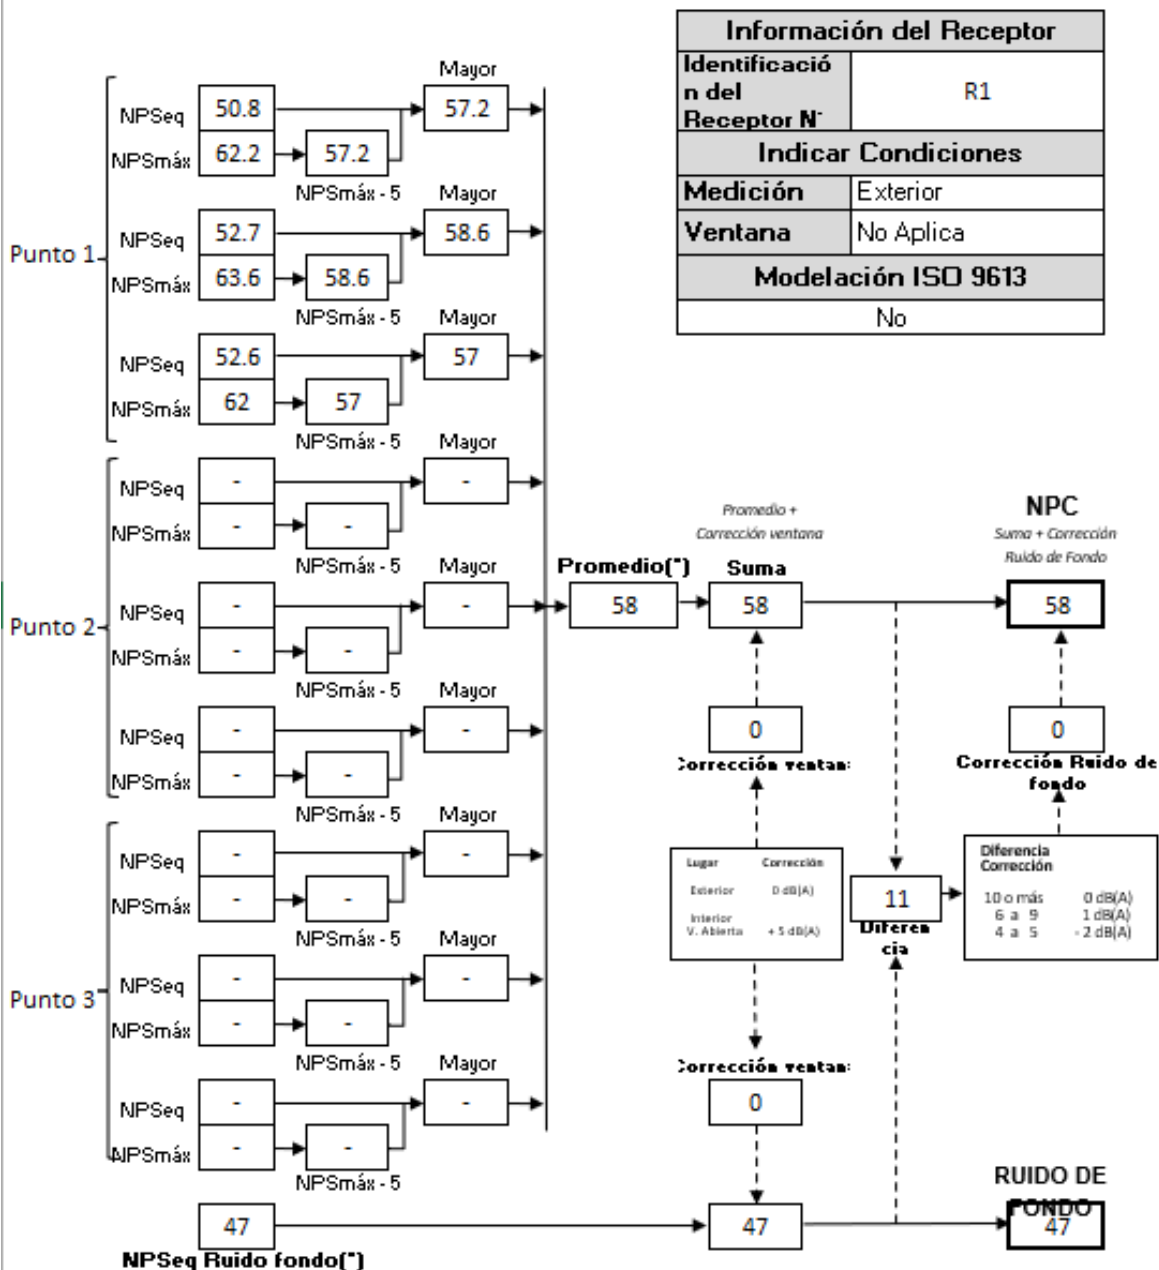 Información del Receptor
Identificació
n del
Receptor N°
R1
Indicar Condiciones
Medición Exterior
Ventana No Aplica
Modelación ISO 9613
No
Punto 1
Mayor
NPSeq 50.8 57.2
NPSmáx 62.2 57.2
NPSmáx - 5
Mayor
NPSeq 52.7 58.6
NPSmáx 63.6 58.6
NPSmáx - 5
Mayor
NPSeq 52.6 57
NPSmáx 62 57
NPSmáx - 5
Punto 2
Mayor
NPSeq - -
NPSmáx - -
NPSmáx - 5
Mayor
NPSeq - -
NPSmáx - -
NPSmáx - 5
Mayor
NPSeq - -
NPSmáx - -
NPSmáx - 5
Punto 3
Mayor
NPSeq - -
NPSmáx - -
NPSmáx - 5
Mayor
NPSeq - -
NPSmáx - -
NPSmáx - 5
Mayor
NPSeq - -
NPSmáx - -
NPSmáx - 5
Promedio(*)
58
Promedio +
Corrección ventana
Suma
58
NPC
Suma + Corrección
Ruido de Fondo
58
0
Corrección ventan
0
Corrección Ruido de
fondo
Lugar Corrección
Exterior 0 dB(A)
Interior
V. Abierta + 5 dB(A)
11
Diferen
cia
Diferencia
Corrección
10 o más 0 dB(A)
6 a 9 1 dB(A)
4 a 5 - 2 dB(A)
Corrección ventan
0
47
NPSeq Ruido fondo(*)
47
RUIDO DE
FONDO
47